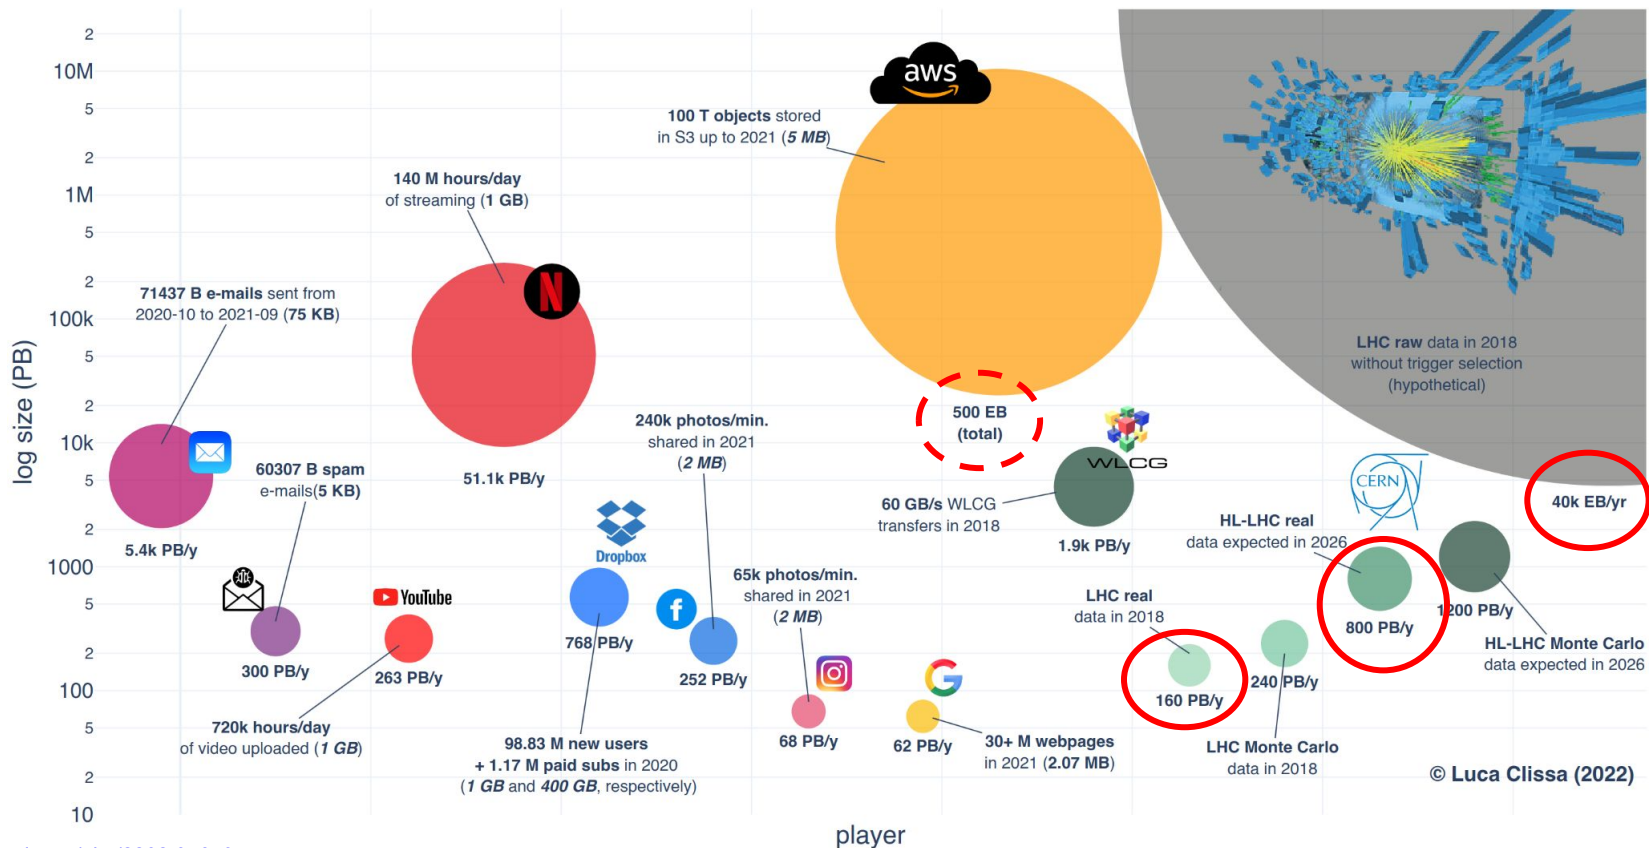 2
10M
5
2
1M
5
2
100k
5
2
10k
5
2
1000
5
2
100
5
2
10
log size (PB)
player
aws
100 T objects stored
in S3 up to 2021 (5 MB)
500 EB
(total)
140 M hours/day
of streaming (1 GB)
N
51.1k PB/y
71437 B e-mails sent from
2020-10 to 2021-09 (75 KB)
5.4k PB/y
60307 B spam
e-mails(5 KB)
300 PB/y
YouTube
263 PB/y
720k hours/day
of video uploaded (1 GB)
Dropbox
768 PB/y
98.83 M new users
+ 1.17 M paid subs in 2020
(1 GB and 400 GB, respectively)
240k photos/min.
shared in 2021
(2 MB)
f
252 PB/y
65k photos/min.
shared in 2021
(2 MB)
68 PB/y
G
62 PB/y
30+ M webpages
in 2021 (2.07 MB)
WLCG
60 GB/s WLCG
transfers in 2018
1.9k PB/y
LHC real
data in 2018
160 PB/y
240 PB/y
LHC Monte Carlo
data in 2018
CERN
HL-LHC real
data expected in 2026
800 PB/y
1200 PB/y
HL-LHC Monte Carlo
data expected in 2026
LHC raw data in 2018
without trigger selection
(hypothetical)
40k EB/yr
© Luca Clissa (2022)